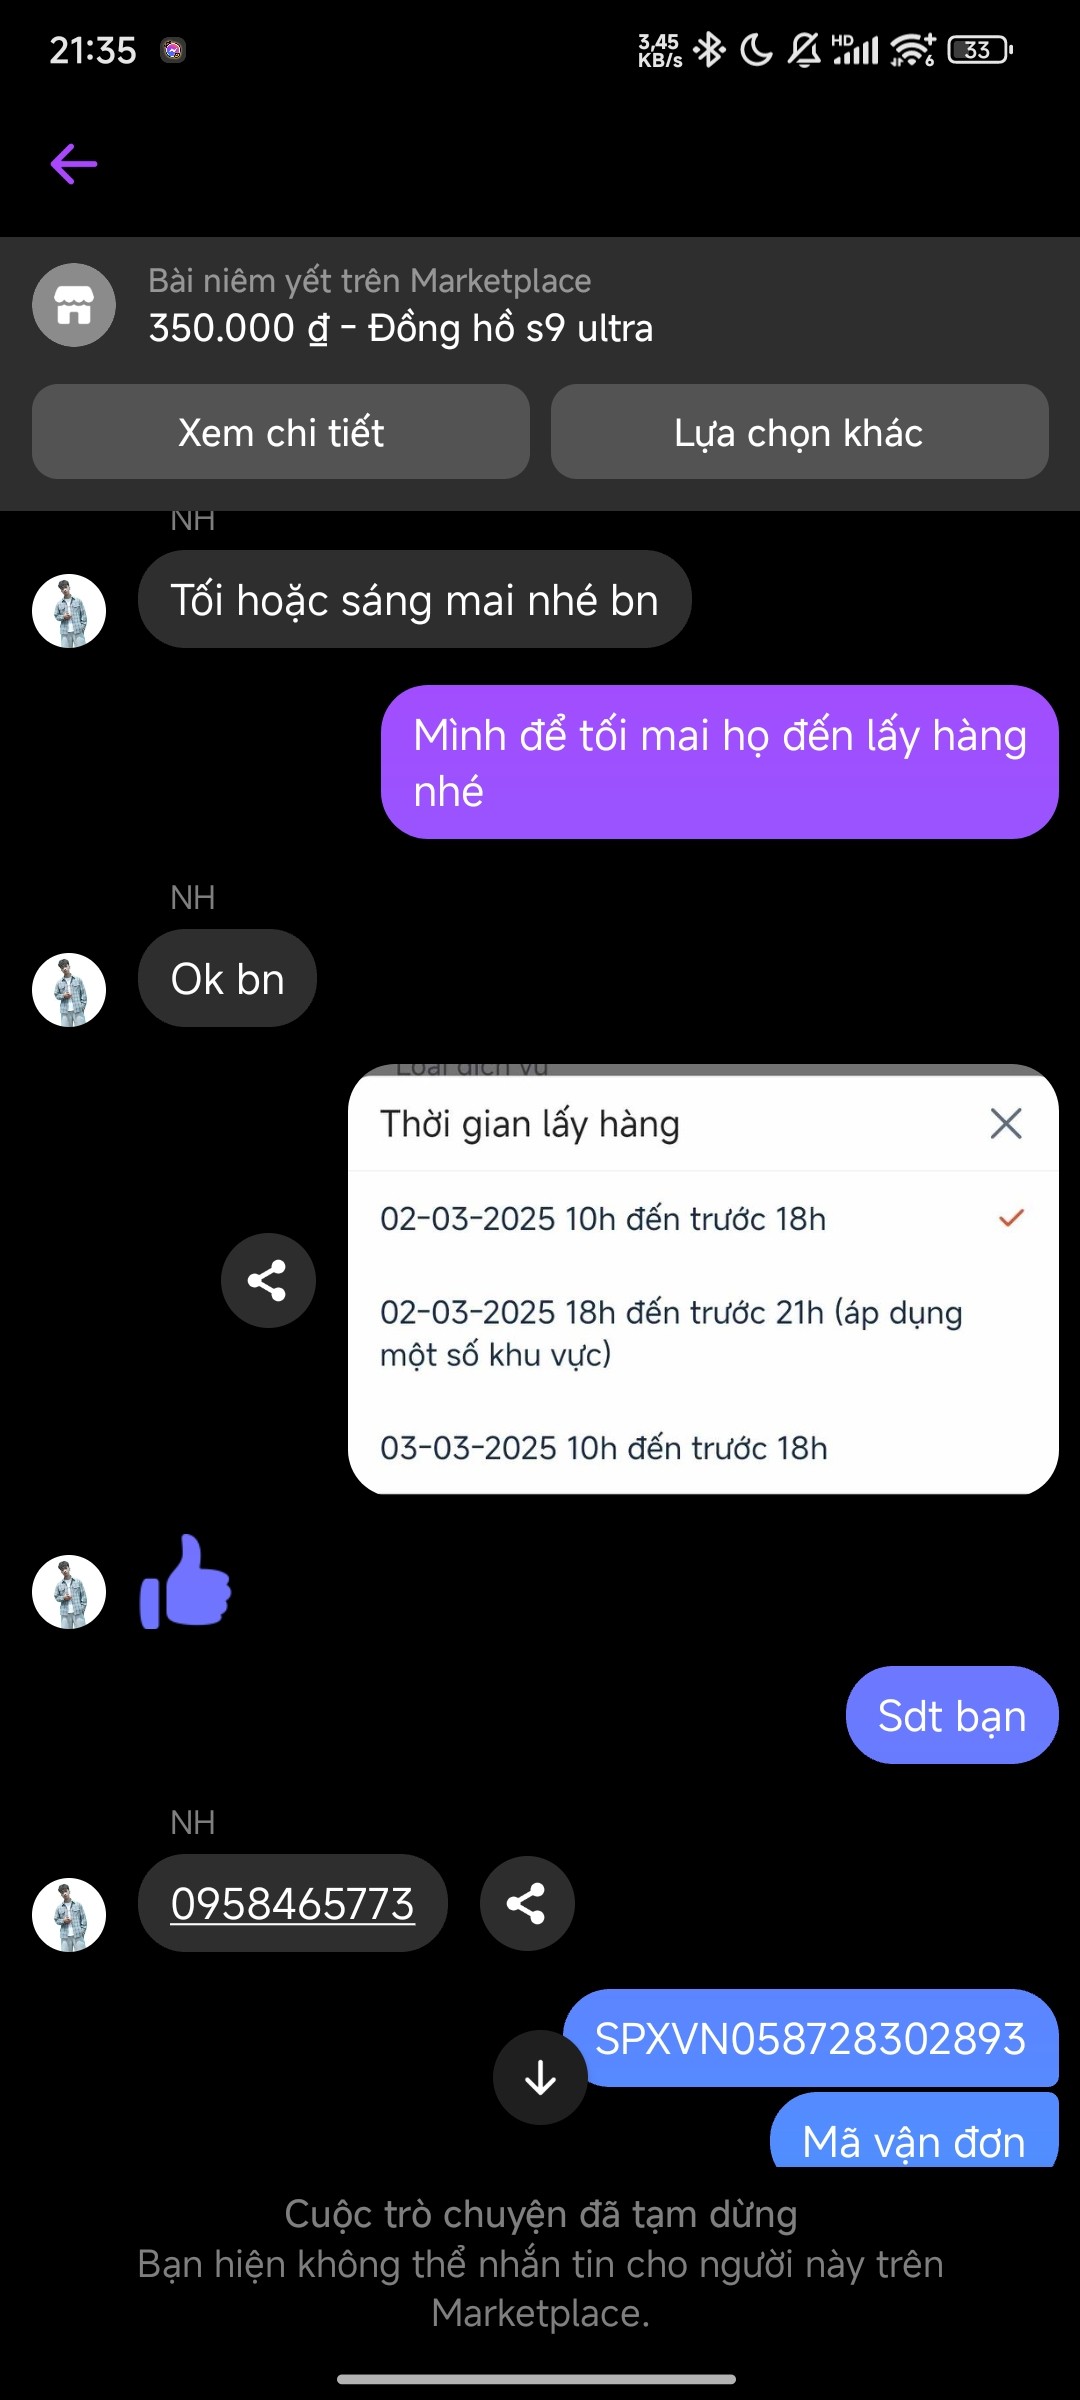 21:35
3,45
KB/s
HD
6
33
Bài niêm yết trên Marketplace
350.000 ₫ - Đồng hồ s9 ultra
Xem chi tiết
Lựa chọn khác
NH
Tối hoặc sáng mai nhé bn
Mình để tối mai họ đến lấy hàng
nhé
NH
Ok bn
Loại dịch vụ
Thời gian lấy hàng
02-03-2025 10h đến trước 18h
02-03-2025 18h đến trước 21h (áp dụng
một số khu vực)
03-03-2025 10h đến trước 18h
Sdt bạn
NH
0958465773
SPXVN058728302893
Mã vận đơn
Cuộc trò chuyện đã tạm dừng
Bạn hiện không thể nhắn tin cho người này trên
Marketplace.